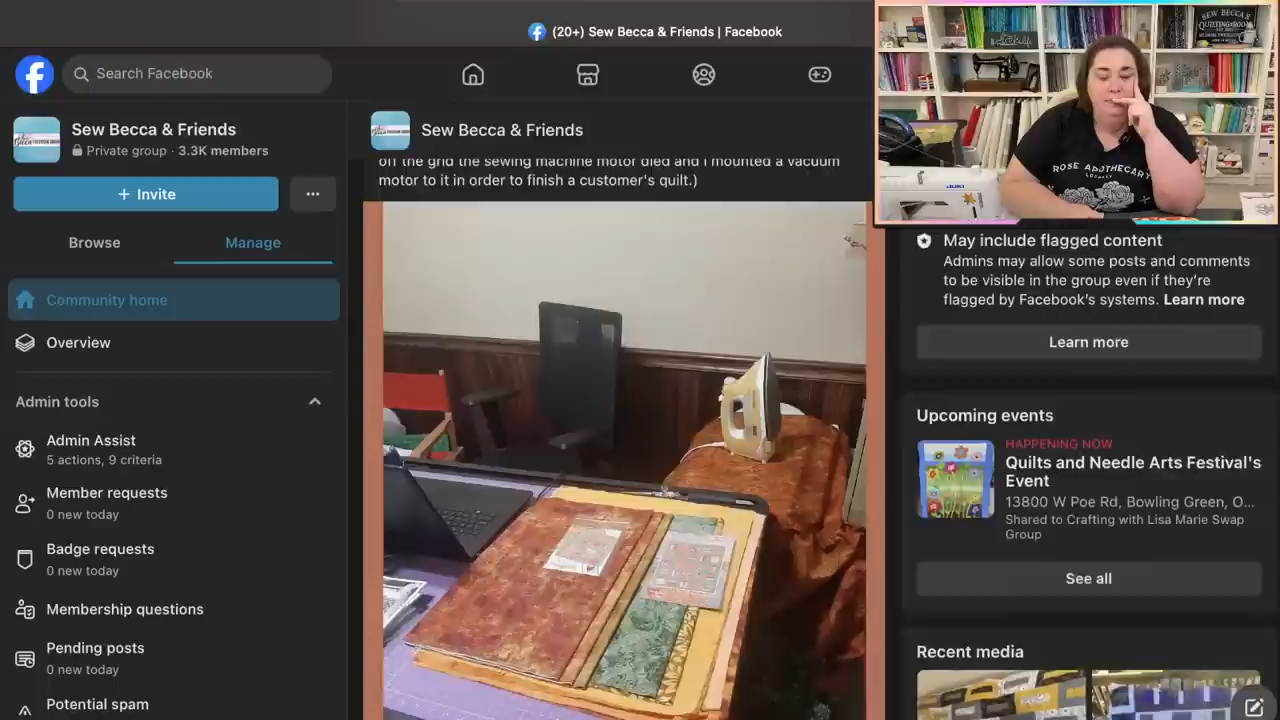 (20+) Sew Becca & Friends | Facebook
Search Facebook
Sew Becca & Friends
Private group · 3.3K members
+ Invite
Browse
Manage
Community home
Overview
Admin tools
Admin Assist
5 actions, 9 criteria
Member requests
0 new today
Badge requests
0 new today
Membership questions
Pending posts
0 new today
Potential spam
Sew Becca & Friends
off the grid the sewing machine motor died and I mounted a vacuum
motor to it in order to finish a customer's quilt.)
SEW BECCA'S
QUILTING ROOM
JUKI
ROSE APOTHECARY
LOCALLY
May include flagged content
Admins may allow some posts and comments
to be visible in the group even if they're
flagged by Facebook's systems. Learn more
Learn more
Upcoming events
HAPPENING NOW
Quilts and Needle Arts Festival's
Event
13800 W Poe Rd, Bowling Green, O...
Shared to Crafting with Lisa Marie Swap
Group
See all
Recent media